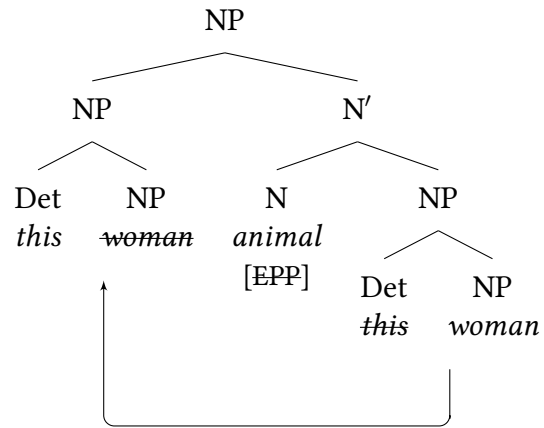 NP
NP N′
Det NP N NP
this woman animal
[EPP] Det NP
this woman